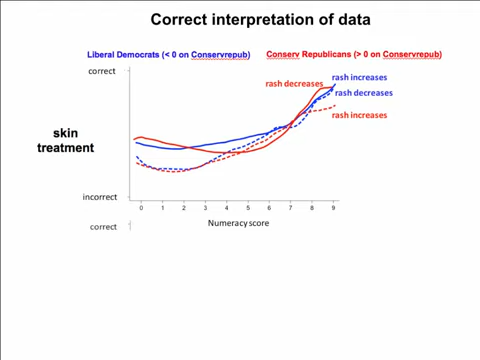 Correct interpretation of data
Liberal Democrats (< 0 on Conservrepub)
Conserv Republicans (> 0 on Conservrepub)
correct
rash decreases
rash increases
rash decreases
rash increases
skin
treatment
incorrect
0 1 2 3 4 5 6 7 8 9
correct
Numeracy score